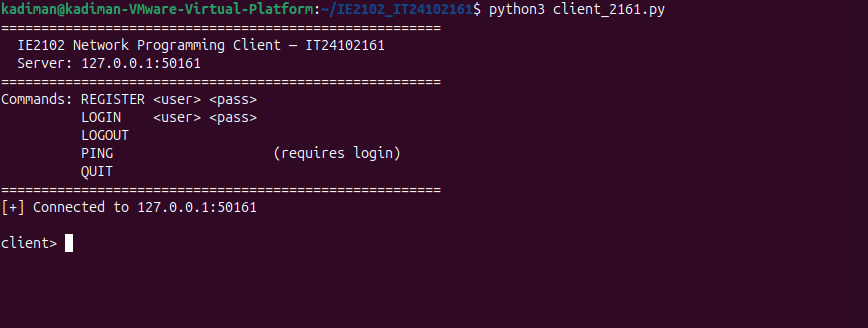 kadiman@kadiman-VMware-Virtual-Platform:~/IE2102_IT24102161$ python3 client_2161.py
=======================================================
  IE2102 Network Programming Client — IT24102161
  Server: 127.0.0.1:50161
=======================================================
Commands: REGISTER <user> <pass>
          LOGIN    <user> <pass>
          LOGOUT
          PING                    (requires login)
          QUIT
=======================================================
[+] Connected to 127.0.0.1:50161
client>